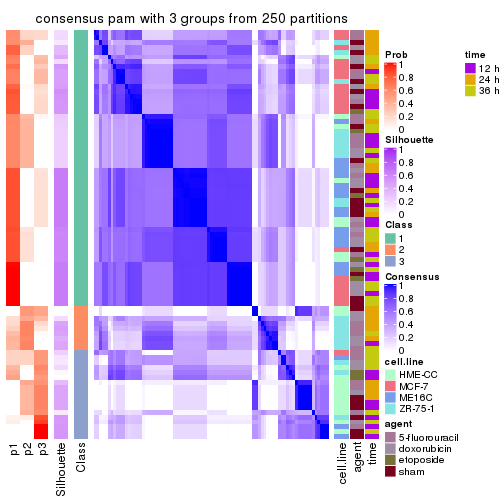 consensus pam with 3 groups from 250 partitions
Prob
1
0.8
0.6
0.4
0.2
0
Silhouette
1
0.8
0.6
0.4
0.2
0
Class
1
2
3
Consensus
1
0.8
0.6
0.4
0.2
0
cell.line
HME-CC
MCF-7
ME16C
ZR-75-1
agent
5-fluorouracil
doxorubicin
etoposide
sham
time
12 h
24 h
36 h
p1
p2
p3
Silhouette
Class
cell.line
agent
time